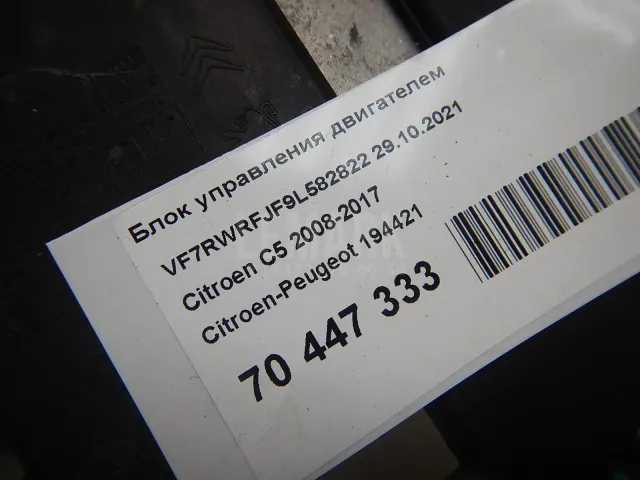 Блок управления двигателем
VF7RWRFJF9L582822 29.10.2021
Citroen C5 2008-2017
Citroen-Peugeot 194421
70 447 333